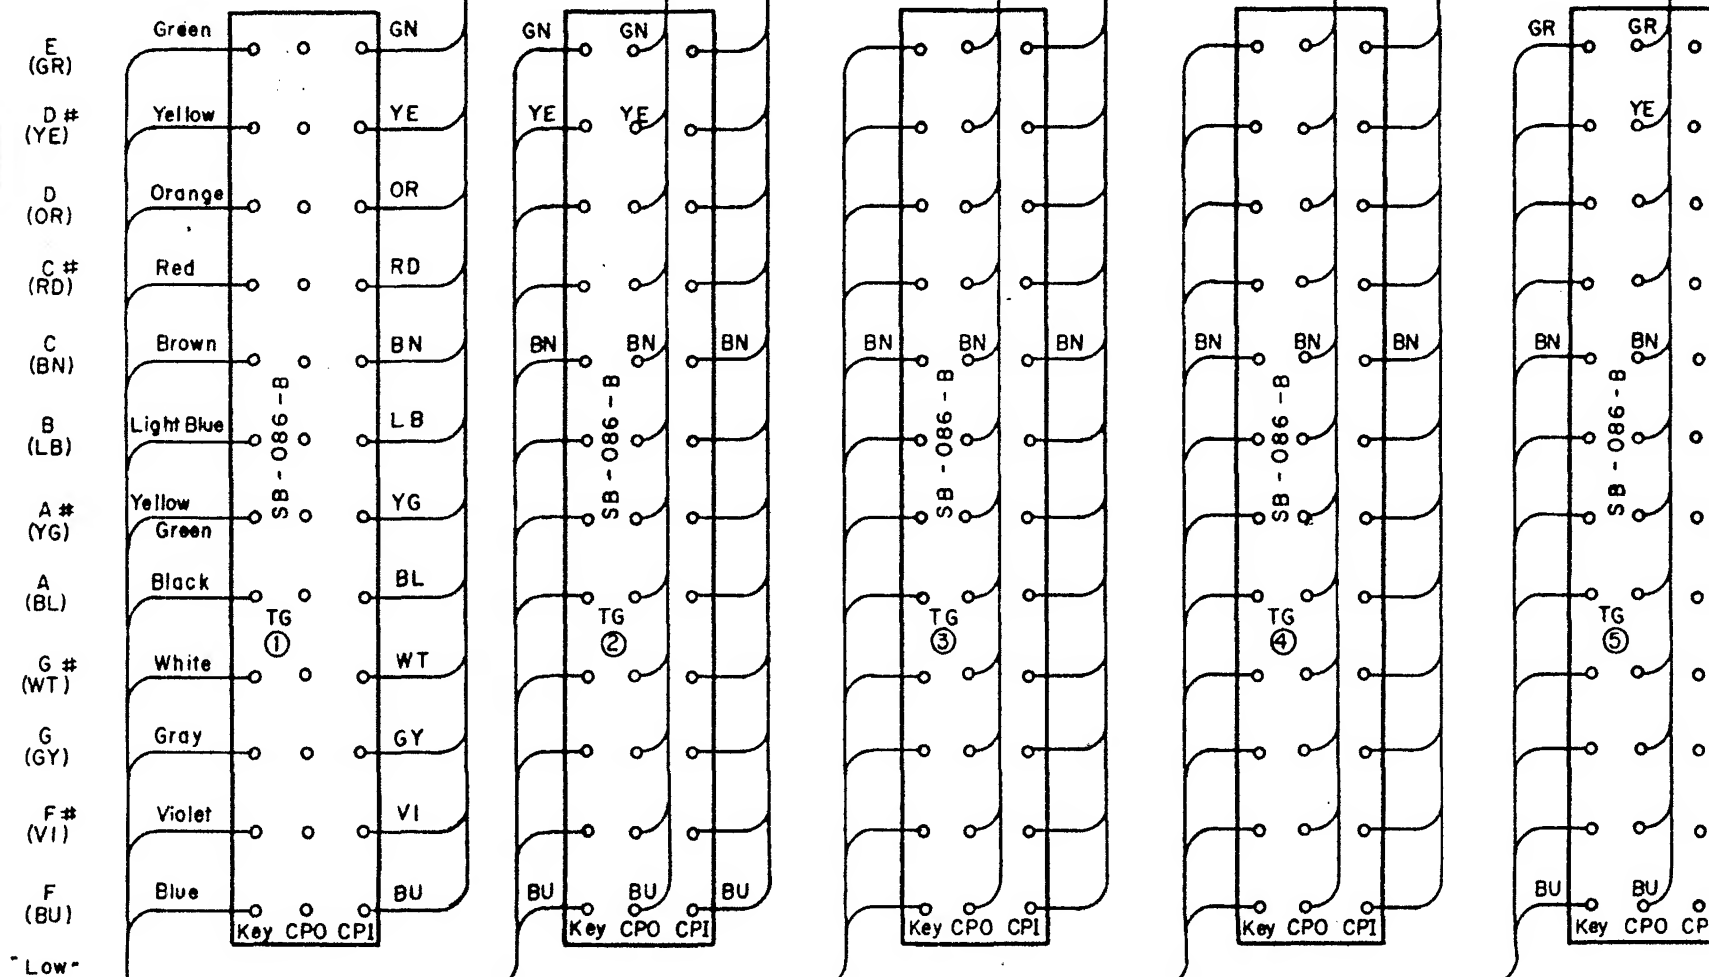 E Green GN GN GN GR GR
(GR)
D# Yellow YE YE YE YE
(YE)
D Orange OR
(OR)
C# Red RD
(RD)
C Brown BN BN BN BN BN BN BN BN BN BN BN BN
(BN)
SB-086-B SB-086-B SB-086-B SB-086-B SB-086-B
B Light Blue LB
(LB)
A# Yellow YG
(YG) Green
A Black BL
(BL)
TG TG TG TG TG
① ② ③ ④ ⑤
G# White WT
(WT)
G Gray GY
(GY)
F# Violet VI
(VI)
F Blue BU BU BU BU BU BU
(BU)
Key CPO CPI Key CPO CPI Key CPO CPI Key CPO CPI Key CPO CP
"Low"